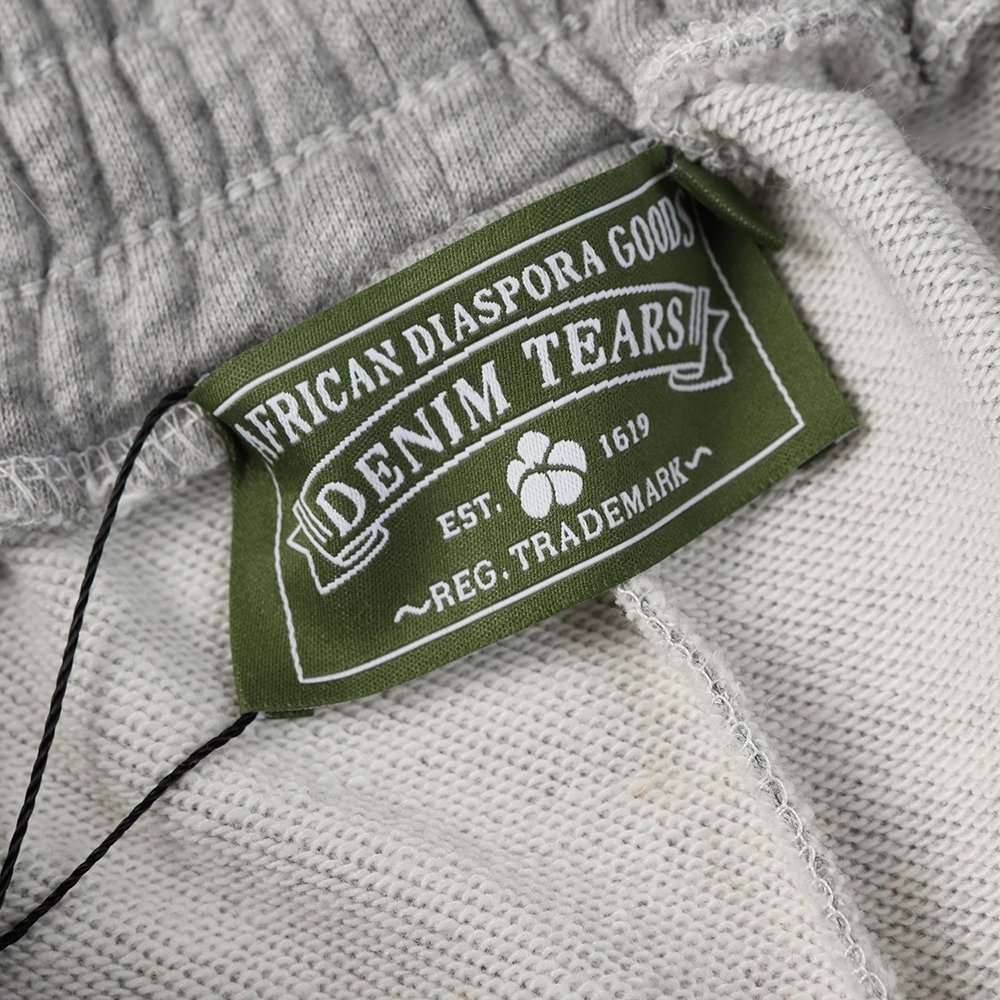 AFRICAN DIASPORA GOODS
DENIM TEARS
EST. 1619
~REG. TRADEMARK~